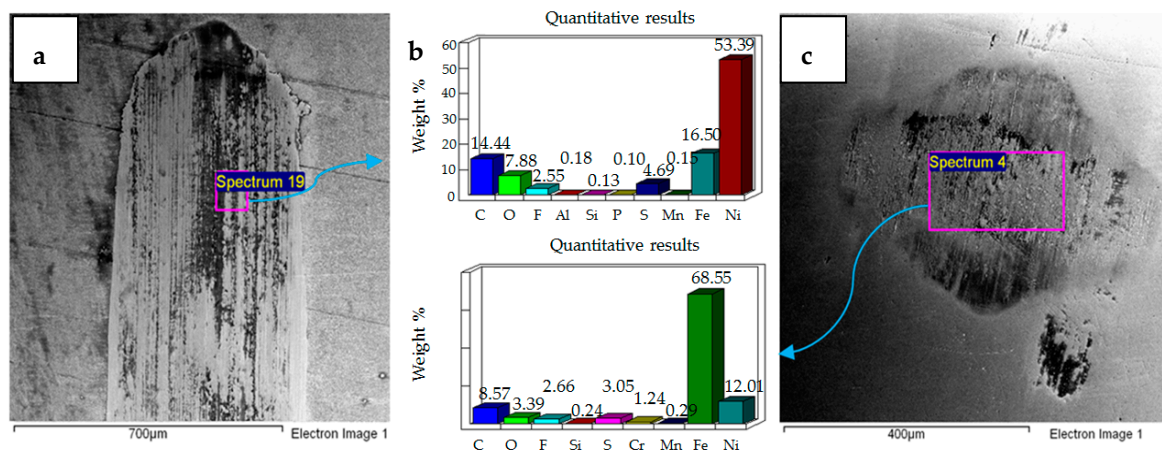 a
Spectrum 19
700µm
Electron Image 1
b
Quantitative results
Weight %
60
50
40
30
20
10
0
14.44
7.88
2.55
0.18
0.13
0.10
4.69
0.15
16.50
53.39
C O F Al Si P S Mn Fe Ni
Quantitative results
Weight %
8.57
3.39
2.66
0.24
3.05
1.24
0.29
68.55
12.01
C O F Si S Cr Mn Fe Ni
c
Spectrum 4
400µm
Electron Image 1